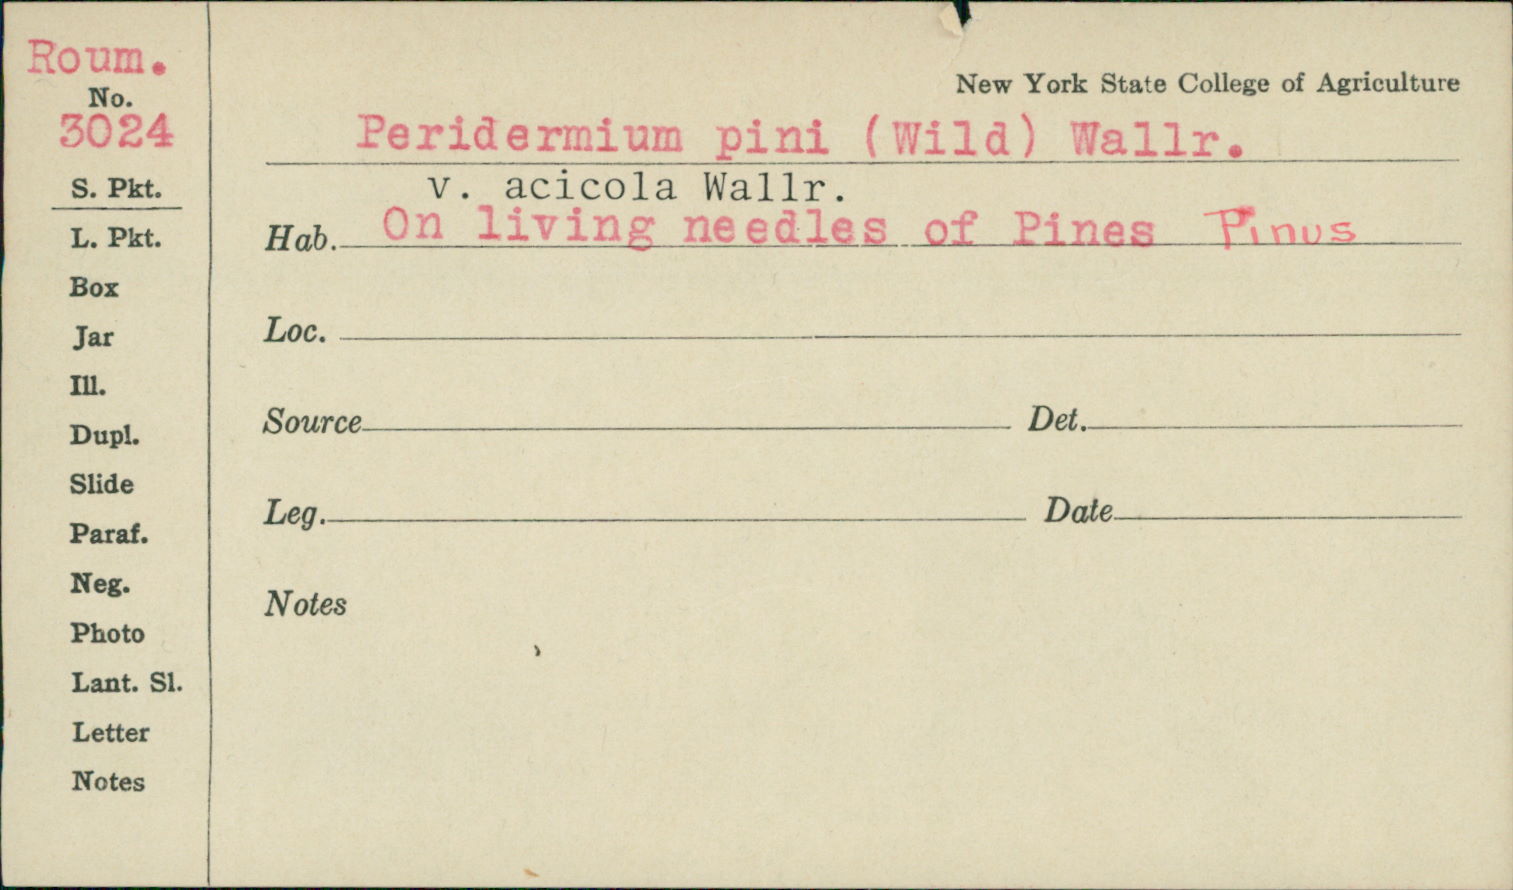 Roum.
No.
3024
S. Pkt.
L. Pkt.
Box
Jar
Ill.
Dupl.
Slide
Paraf.
Neg.
Photo
Lant. Sl.
Letter
Notes
New York State College of Agriculture
Peridermium pini (Wild) Wallr.
v. acicola Wallr.
Hab. On living needles of Pines Pinus
Loc.
Source Det.
Leg. Date
Notes